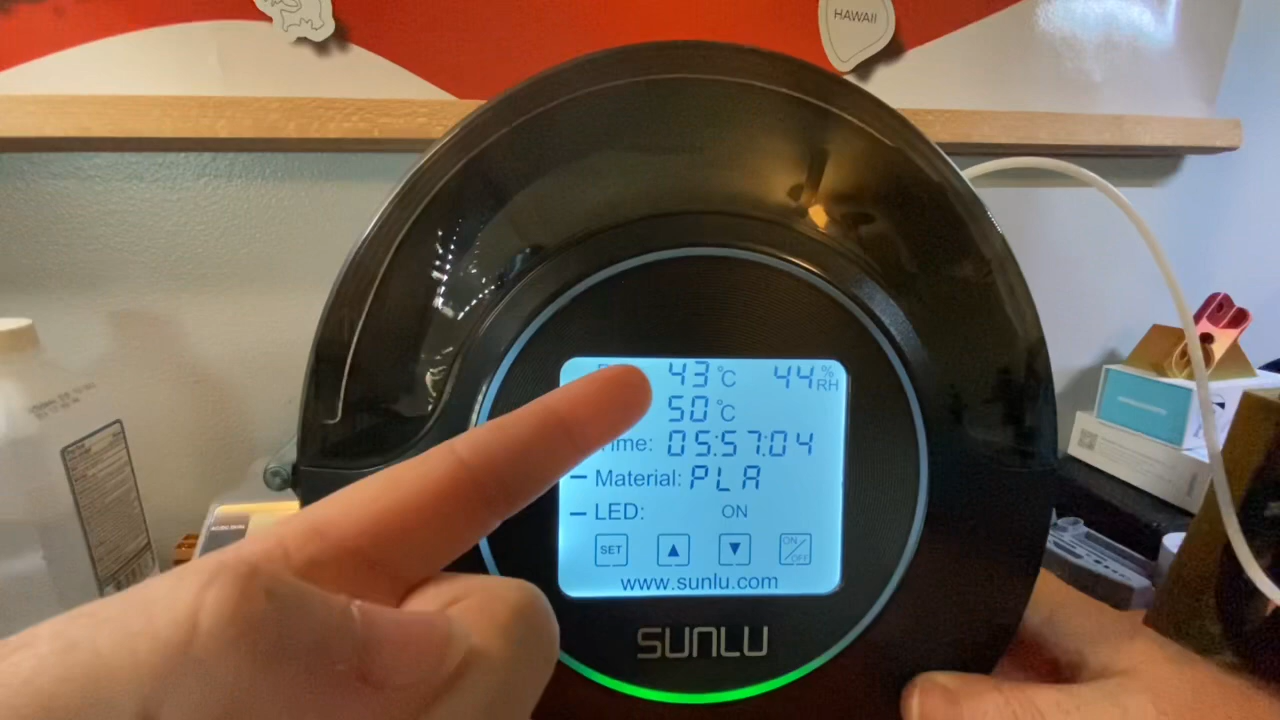 HAWAII
43°C 44%RH
50°C
Time: 05:57:04
Material: PLA
LED: ON
SET ▲ ▼ ON/OFF
www.sunlu.com
SUNLU